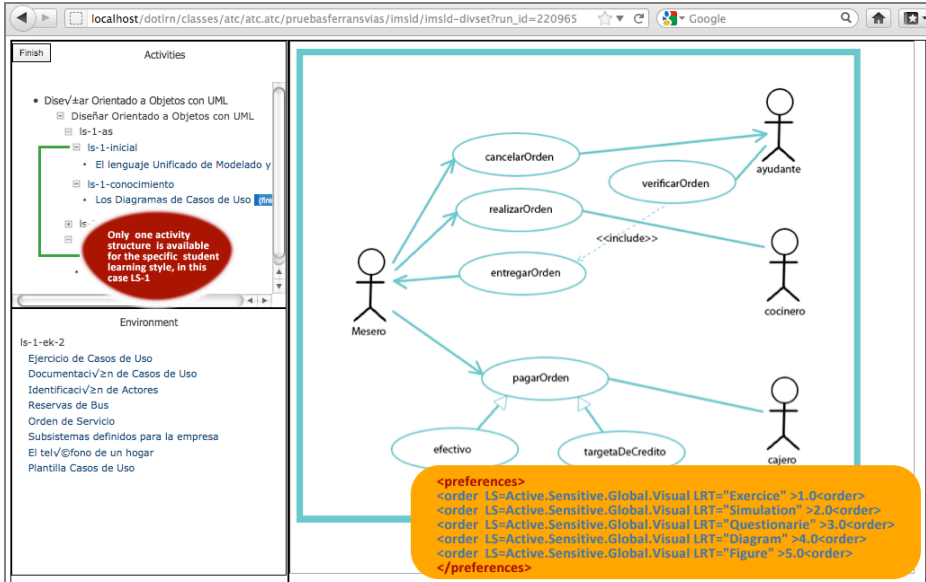 localhost/dotlrn/classes/atc/atc.atc/pruebasferransvias/imsld/imsld-divset?run_id=220965
Google
Finish
Activities
Dise√±ar Orientado a Objetos con UML
Diseñar Orientado a Objetos con UML
ls-1-as
ls-1-inicial
El lenguaje Unificado de Modelado y
ls-1-conocimiento
Los Diagramas de Casos de Uso
ls-
Only one activity
structure is available
for the specific student
learning style, in this
case LS-1
Environment
ls-1-ek-2
Ejercicio de Casos de Uso
Documentaci√≥n de Casos de Uso
Identificaci√≥n de Actores
Reservas de Bus
Orden de Servicio
Subsistemas definidos para la empresa
El tel√©fono de un hogar
Plantilla Casos de Uso
cancelarOrden
ayudante
verificarOrden
realizarOrden
<<include>>
entregarOrden
cocinero
Mesero
pagarOrden
efectivo
targetaDeCredito
cajero
<preferences>
<order LS=Active.Sensitive.Global.Visual LRT="Exercice" >1.0<order>
<order LS=Active.Sensitive.Global.Visual LRT="Simulation" >2.0<order>
<order LS=Active.Sensitive.Global.Visual LRT="Questionarie" >3.0<order>
<order LS=Active.Sensitive.Global.Visual LRT="Diagram" >4.0<order>
<order LS=Active.Sensitive.Global.Visual LRT="Figure" >5.0<order>
</preferences>